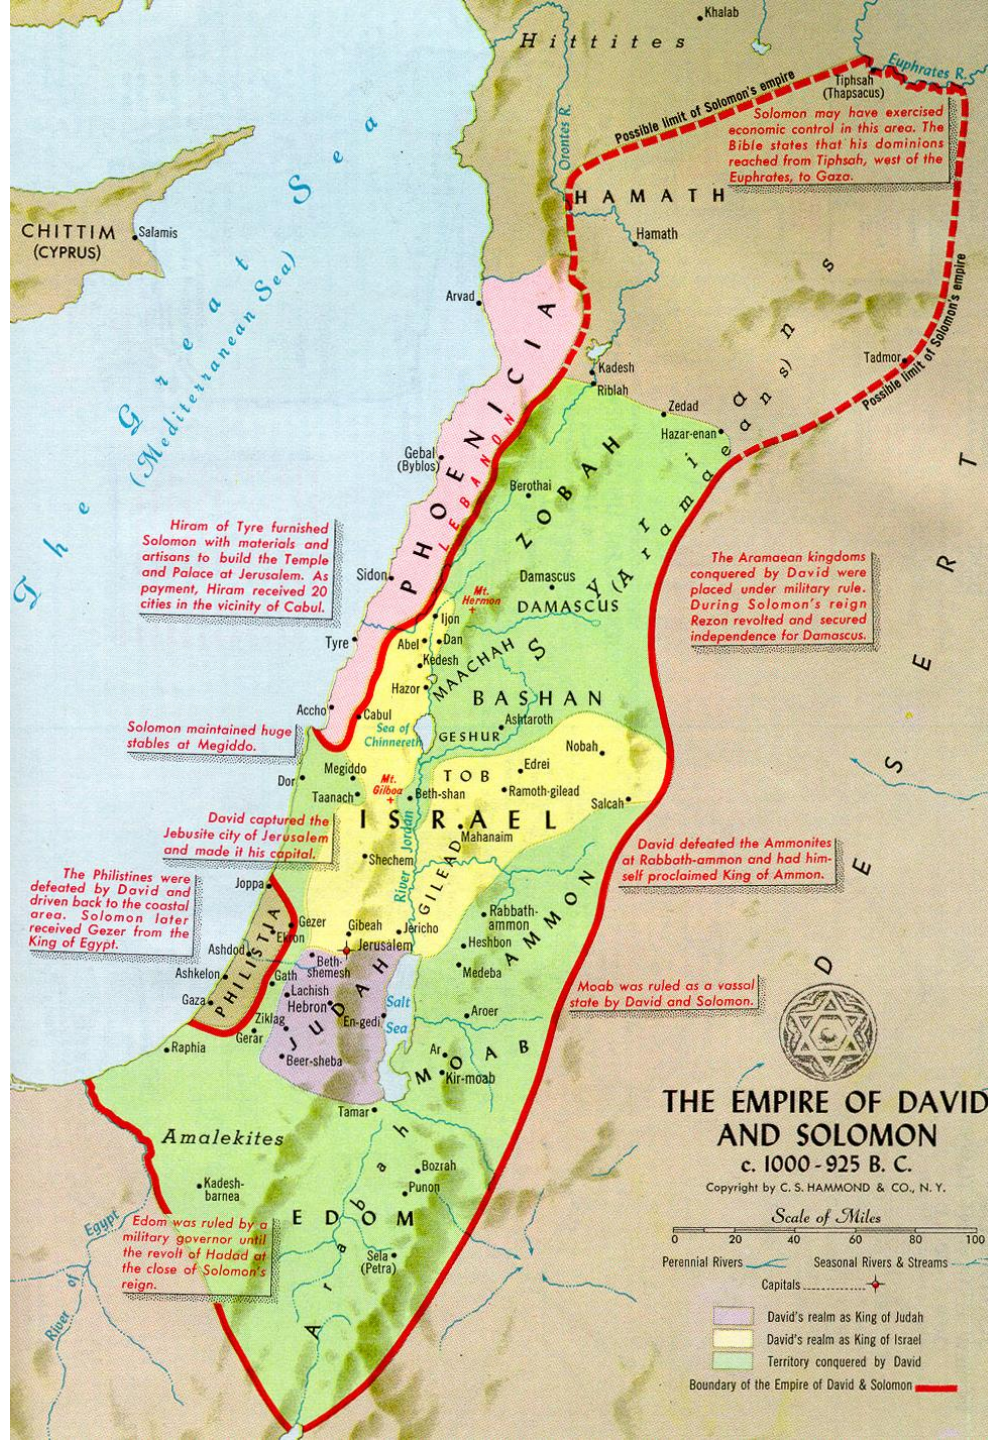 Khalab
Hittites
Euphrates R.
Tiphsah
(Thapsacus)
Possible limit of Solomon's empire
Orontes R.
Solomon may have exercised
economic control in this area. The
Bible states that his dominions
reached from Tiphsah, west of the
Euphrates, to Gaza.
HAMATH
CHITTIM
(CYPRUS)
Salamis
Hamath
The Great Sea
(Mediterranean Sea)
Arvad
PHOENICIA
LEBANON
Kadesh
Riblah
Tadmor
Possible limit of Solomon's empire
Zedad
Hazar-enan
Gebal
(Byblos)
Berothai
ZOBAH
Syrians
(Aramaeans)
DESERT
Hiram of Tyre furnished
Solomon with materials and
artisans to build the Temple
and Palace at Jerusalem. As
payment, Hiram received 20
cities in the vicinity of Cabul.
Sidon
Damascus
DAMASCUS
Mt.
Hermon
The Aramaean kingdoms
conquered by David were
placed under military rule.
During Solomon's reign
Rezon revolted and secured
independence for Damascus.
Ijon
Tyre
Abel
Dan
Kedesh
MAACHAH
Hazor
BASHAN
Accho
Cabul
Sea of
Chinnereth
Ashtaroth
GESHUR
Solomon maintained huge
stables at Megiddo.
Nobah
Edrei
TOB
Dor
Megiddo
Taanach
Mt.
Gilboa
Beth-shan
Ramoth-gilead
Salcah
ISRAEL
Mahanaim
David captured the
Jebusite city of Jerusalem
and made it his capital.
Shechem
River Jordan
GILEAD
David defeated the Ammonites
at Rabbath-ammon and had him-
self proclaimed King of Ammon.
The Philistines were
defeated by David and
driven back to the coastal
area. Solomon later
received Gezer from the
King of Egypt.
Joppa
PHILISTIA
Gezer
Ekron
Gibeah
Jericho
Rabbath-
ammon
AMMON
Ashdod
Jerusalem
Heshbon
Beth-
shemesh
Medeba
Ashkelon
Gath
Lachish
Hebron
JUDAH
Salt
Sea
Gaza
En-gedi
Aroer
Moab was ruled as a vassal
state by David and Solomon.
Ziklag
Gerar
Raphia
Beer-sheba
Ar
MOAB
Kir-moab
Tamar
Amalekites
Arabah
Bozrah
Punon
Kadesh-
barnea
EDOM
Sela
(Petra)
River of Egypt
Edom was ruled by a
military governor until
the revolt of Hadad at
the close of Solomon's
reign.
THE EMPIRE OF DAVID
AND SOLOMON
c. 1000-925 B. C.
Copyright by C. S. HAMMOND & CO., N. Y.
Scale of Miles
0 20 40 60 80 100
Perennial Rivers
Seasonal Rivers & Streams
Capitals
David's realm as King of Judah
David's realm as King of Israel
Territory conquered by David
Boundary of the Empire of David & Solomon